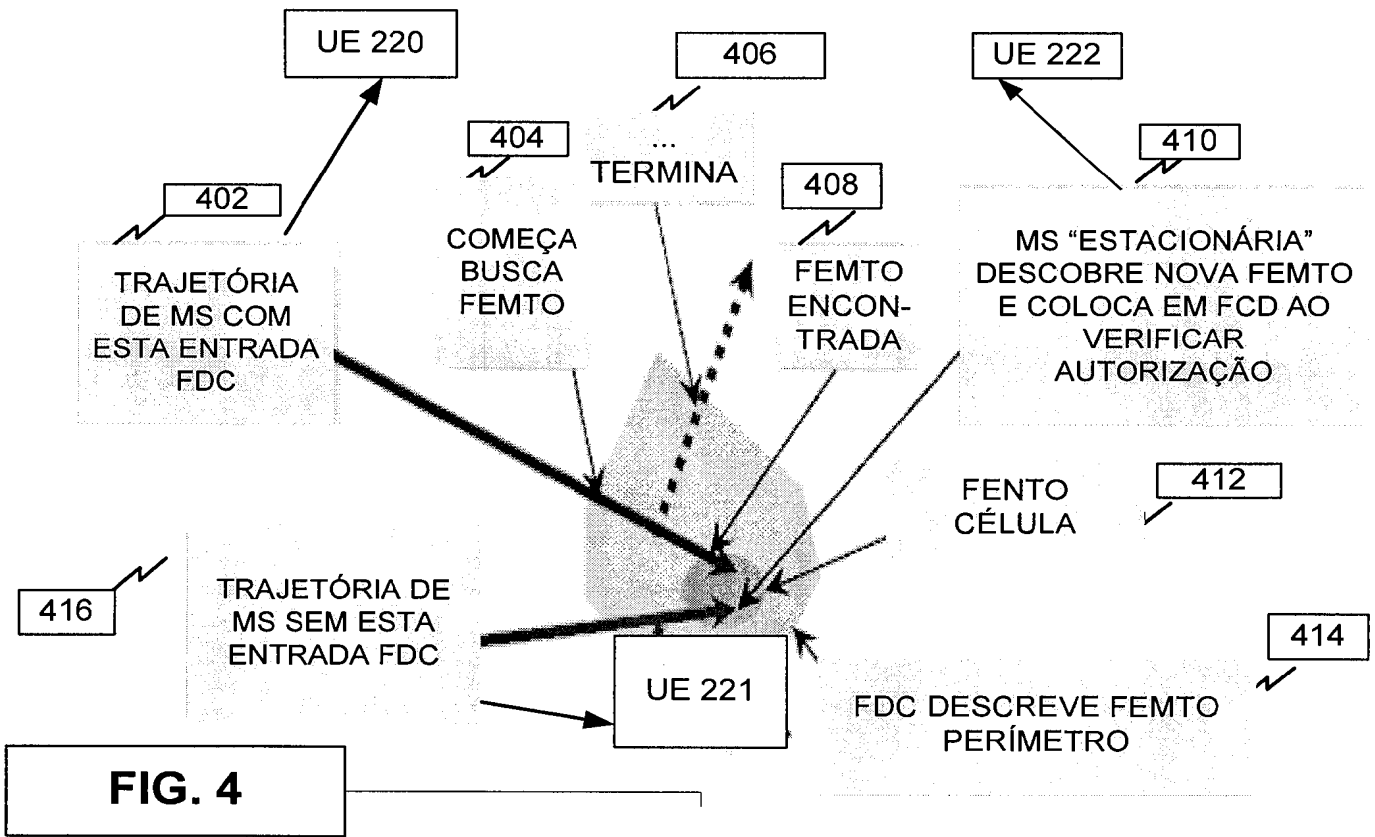 UE 220
406
UE 222
404
...
TERMINA
410
408
402
COMEÇA
BUSCA
FEMTO
FEMTO
ENCON-
TRADA
MS “ESTACIONÁRIA”
DESCOBRE NOVA FEMTO
E COLOCA EM FCD AO
VERIFICAR
AUTORIZAÇÃO
TRAJETÓRIA
DE MS COM
ESTA ENTRADA
FDC
FENTO
CÉLULA
412
416
TRAJETÓRIA DE
MS SEM ESTA
ENTRADA FDC
UE 221
414
FDC DESCREVE FEMTO
PERÍMETRO
FIG. 4